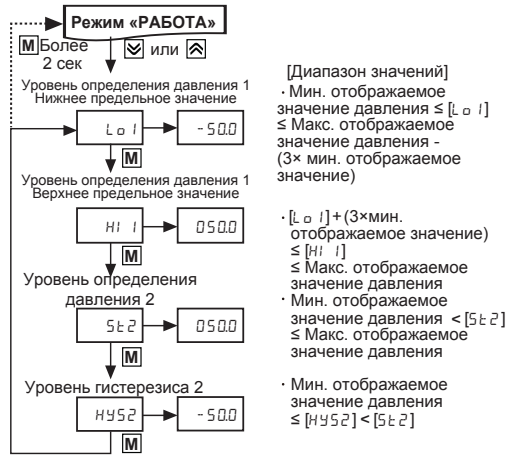 Режим «РАБОТА»
M Более
2 сек
или
Уровень определения давления 1
Нижнее предельное значение
Lo1
-50.0
M
Уровень определения давления 1
Верхнее предельное значение
HI 1
050.0
M
Уровень определения
давления 2
St2
050.0
M
Уровень гистерезиса 2
HYS2
-50.0
M
[Диапазон значений]
· Мин. отображаемое
значение давления ≤ [Lo1]
≤ Макс. отображаемое
значение давления -
(3× мин. отображаемое
значение)
· [Lo1]+(3×мин.
отображаемое значение)
≤ [HI 1]
≤ Макс. отображаемое
значение давления
· Мин. отображаемое
значение давления < [St2]
≤ Макс. отображаемое
значение давления
· Мин. отображаемое
значение давления
≤ [HYS2] < [St2]